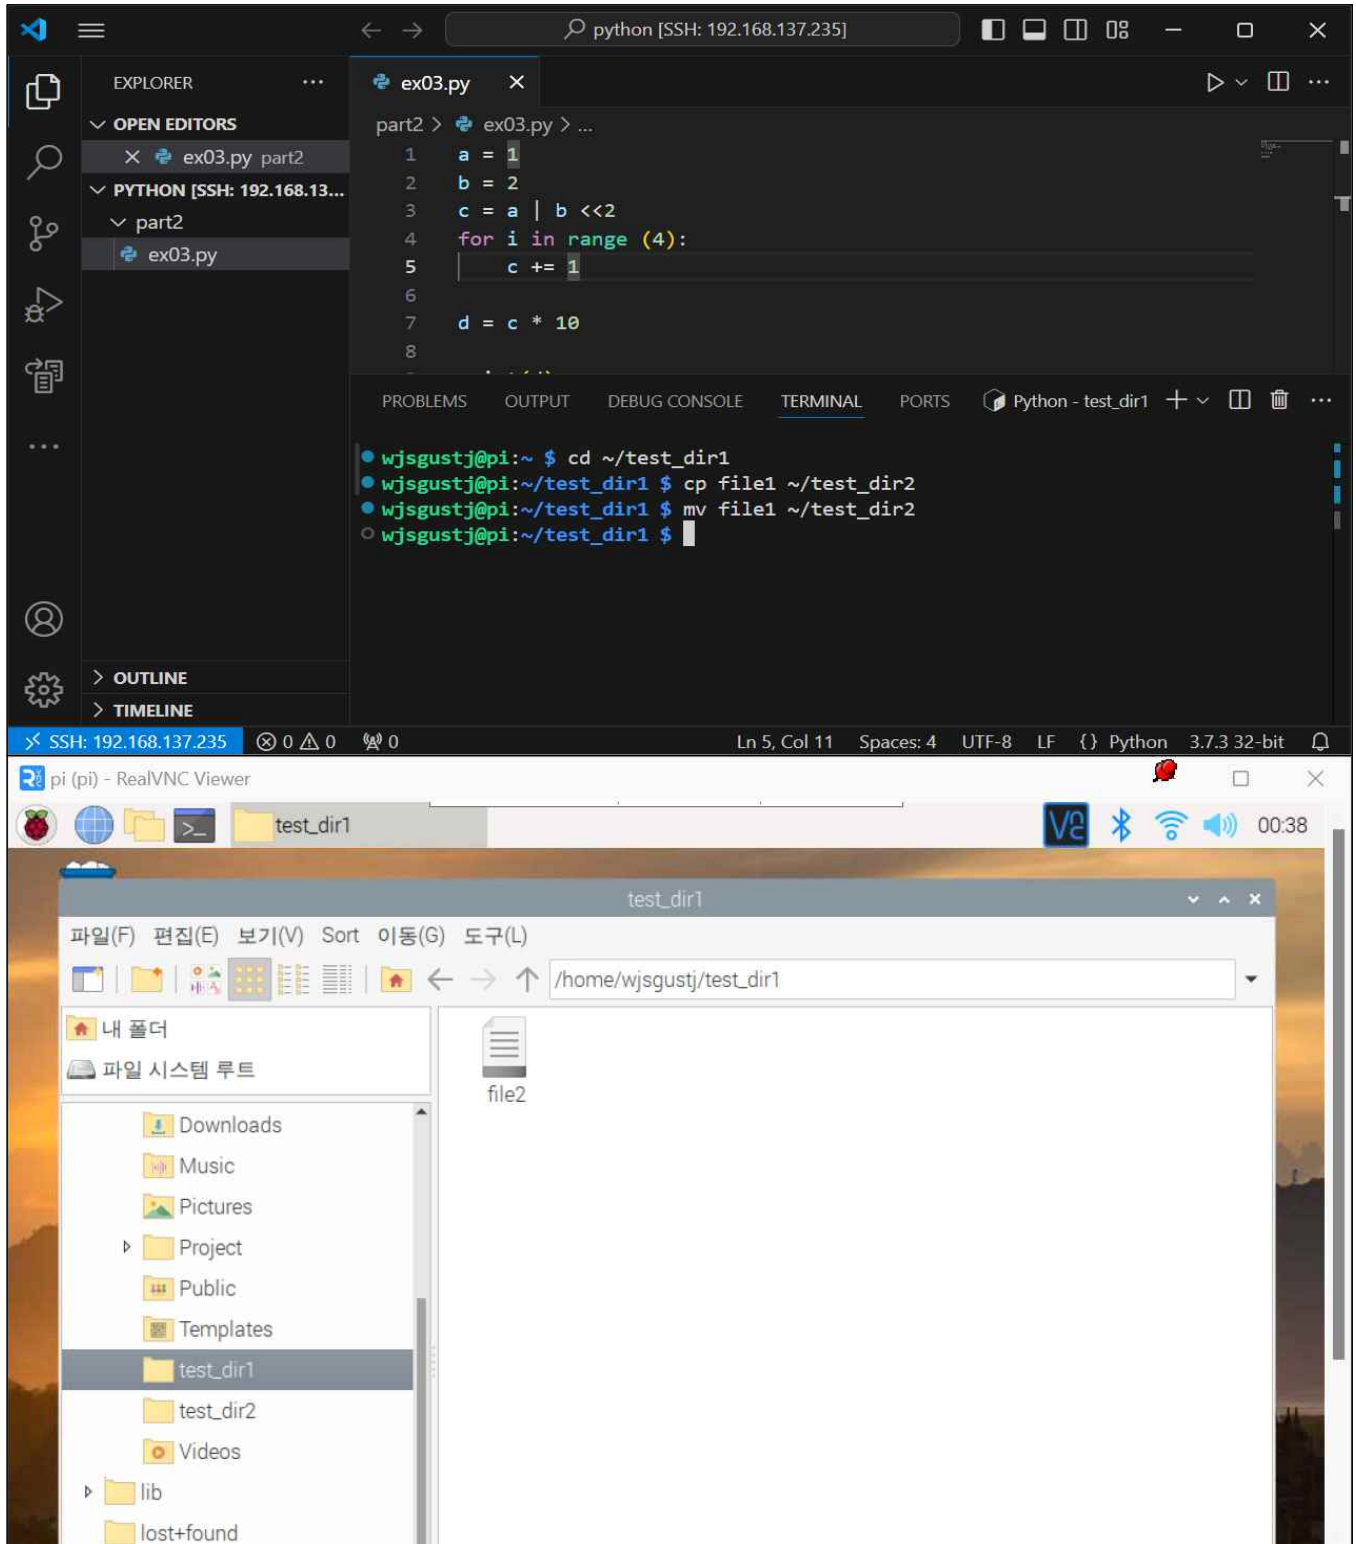 python [SSH: 192.168.137.235]
EXPLORER
ex03.py
OPEN EDITORS
ex03.py part2
PYTHON [SSH: 192.168.13...
part2
ex03.py
part2 > ex03.py > ...
1 a = 1
2 b = 2
3 c = a | b <<2
4 for i in range (4):
5 c += 1
6
7 d = c * 10
8
PROBLEMS OUTPUT DEBUG CONSOLE TERMINAL PORTS Python - test_dir1
wjsgustj@pi:~ $ cd ~/test_dir1
wjsgustj@pi:~/test_dir1 $ cp file1 ~/test_dir2
wjsgustj@pi:~/test_dir1 $ mv file1 ~/test_dir2
wjsgustj@pi:~/test_dir1 $
OUTLINE
TIMELINE
SSH: 192.168.137.235 0 0 0 Ln 5, Col 11 Spaces: 4 UTF-8 LF {} Python 3.7.3 32-bit
pi (pi) - RealVNC Viewer
test_dir1 00:38
test_dir1
파일(F) 편집(E) 보기(V) Sort 이동(G) 도구(L)
/home/wjsgustj/test_dir1
내 폴더
파일 시스템 루트
file2
Downloads
Music
Pictures
Project
Public
Templates
test_dir1
test_dir2
Videos
lib
lost+found